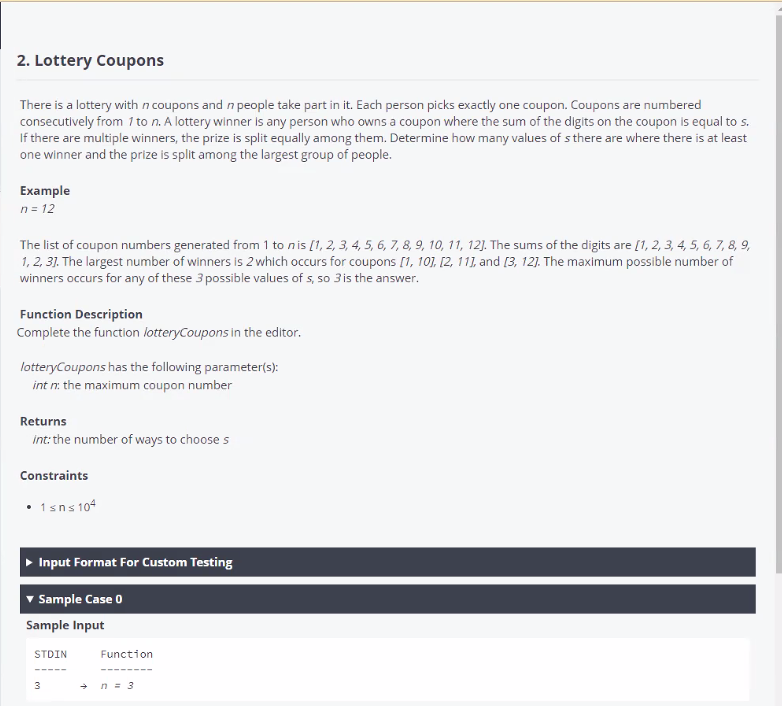 2. Lottery Coupons
There is a lottery with n coupons and n people take part in it. Each person picks exactly one coupon. Coupons are numbered
consecutively from 1 to n. A lottery winner is any person who owns a coupon where the sum of the digits on the coupon is equal to s.
If there are multiple winners, the prize is split equally among them. Determine how many values of s there are where there is at least
one winner and the prize is split among the largest group of people.
Example
n = 12
The list of coupon numbers generated from 1 to n is [1, 2, 3, 4, 5, 6, 7, 8, 9, 10, 11, 12]. The sums of the digits are [1, 2, 3, 4, 5, 6, 7, 8, 9,
1, 2, 3]. The largest number of winners is 2 which occurs for coupons [1, 10], [2, 11], and [3, 12]. The maximum possible number of
winners occurs for any of these 3 possible values of s, so 3 is the answer.
Function Description
Complete the function lotteryCoupons in the editor.
lotteryCoupons has the following parameter(s):
int n: the maximum coupon number
Returns
int: the number of ways to choose s
Constraints
• 1 ≤ n ≤ 10⁴
▶ Input Format For Custom Testing
▼ Sample Case 0
Sample Input
STDIN Function
----- --------
3 → n = 3